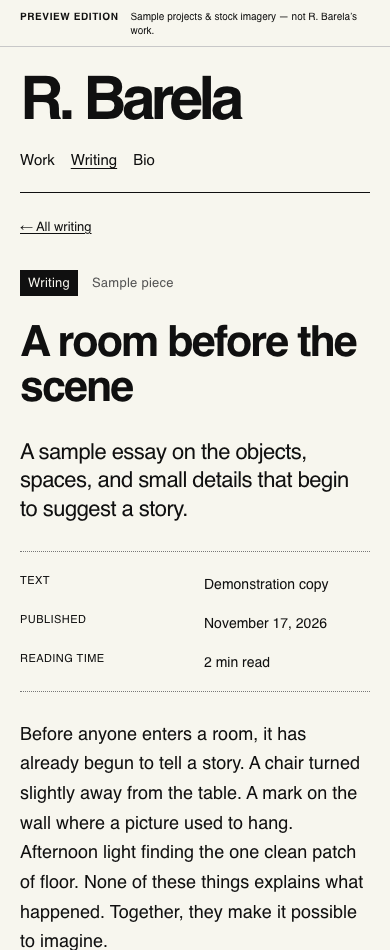 PREVIEW EDITION Sample projects & stock imagery — not R. Barela's
work.
R. Barela
Work Writing Bio
← All writing
Writing Sample piece
A room before the
scene
A sample essay on the objects,
spaces, and small details that begin
to suggest a story.
TEXT Demonstration copy
PUBLISHED November 17, 2026
READING TIME 2 min read
Before anyone enters a room, it has
already begun to tell a story. A chair turned
slightly away from the table. A mark on the
wall where a picture used to hang.
Afternoon light finding the one clean patch
of floor. None of these things explains what
happened. Together, they make it possible
to imagine.